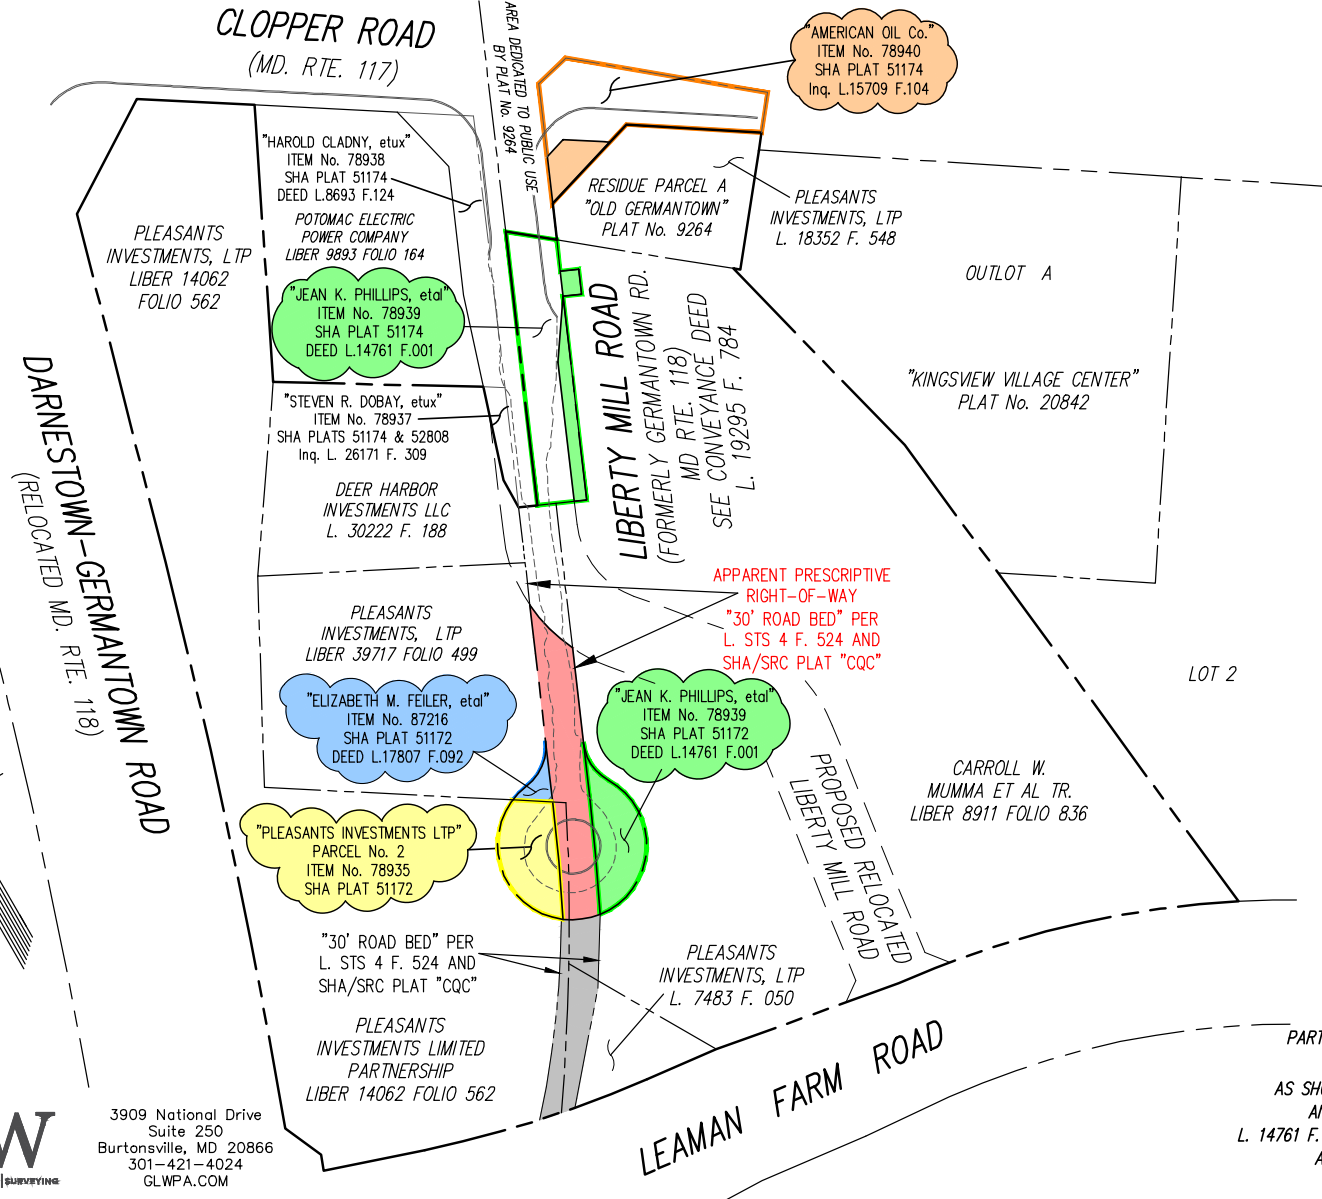 CLOPPER ROAD
(MD. RTE. 117)
AREA DEDICATED TO PUBLIC USE
BY PLAT No. 9264
"AMERICAN OIL Co."
ITEM No. 78940
SHA PLAT 51174
Inq. L.15709 F.104
"HAROLD CLADNY, etux"
ITEM No. 78938
SHA PLAT 51174
DEED L.8693 F.124
POTOMAC ELECTRIC
POWER COMPANY
LIBER 9893 FOLIO 164
PLEASANTS
INVESTMENTS, LTP
LIBER 14062
FOLIO 562
RESIDUE PARCEL A
"OLD GERMANTOWN"
PLAT No. 9264
PLEASANTS
INVESTMENTS, LTP
L. 18352 F. 548
OUTLOT A
"KINGSVIEW VILLAGE CENTER"
PLAT No. 20842
"JEAN K. PHILLIPS, etal"
ITEM No. 78939
SHA PLAT 51174
DEED L.14761 F.001
LIBERTY MILL ROAD
(FORMERLY GERMANTOWN RD.
MD RTE. 118)
SEE CONVEYANCE DEED
L. 19295 F. 784
"STEVEN R. DOBAY, etux"
ITEM No. 78937
SHA PLATS 51174 & 52808
Inq. L. 26171 F. 309
DEER HARBOR
INVESTMENTS LLC
L. 30222 F. 188
DARNESTOWN-GERMANTOWN ROAD
(RELOCATED MD. RTE. 118)
APPARENT PRESCRIPTIVE
RIGHT-OF-WAY
"30' ROAD BED" PER
L. STS 4 F. 524 AND
SHA/SRC PLAT "CQC"
PLEASANTS
INVESTMENTS, LTP
LIBER 39717 FOLIO 499
LOT 2
"ELIZABETH M. FEILER, etal"
ITEM No. 87216
SHA PLAT 51172
DEED L.17807 F.092
"JEAN K. PHILLIPS, etal"
ITEM No. 78939
SHA PLAT 51172
DEED L.14761 F.001
PROPOSED RELOCATED
LIBERTY MILL ROAD
CARROLL W.
MUMMA ET AL TR.
LIBER 8911 FOLIO 836
"PLEASANTS INVESTMENTS LTP"
PARCEL No. 2
ITEM No. 78935
SHA PLAT 51172
"30' ROAD BED" PER
L. STS 4 F. 524 AND
SHA/SRC PLAT "CQC"
PLEASANTS
INVESTMENTS, LTP
L. 7483 F. 050
PLEASANTS
INVESTMENTS LIMITED
PARTNERSHIP
LIBER 14062 FOLIO 562
LEAMAN FARM ROAD
W
SURVEYING
3909 National Drive
Suite 250
Burtonsville, MD 20866
301-421-4024
GLWPA.COM
PART
AS SH
L. 14761 F.
A